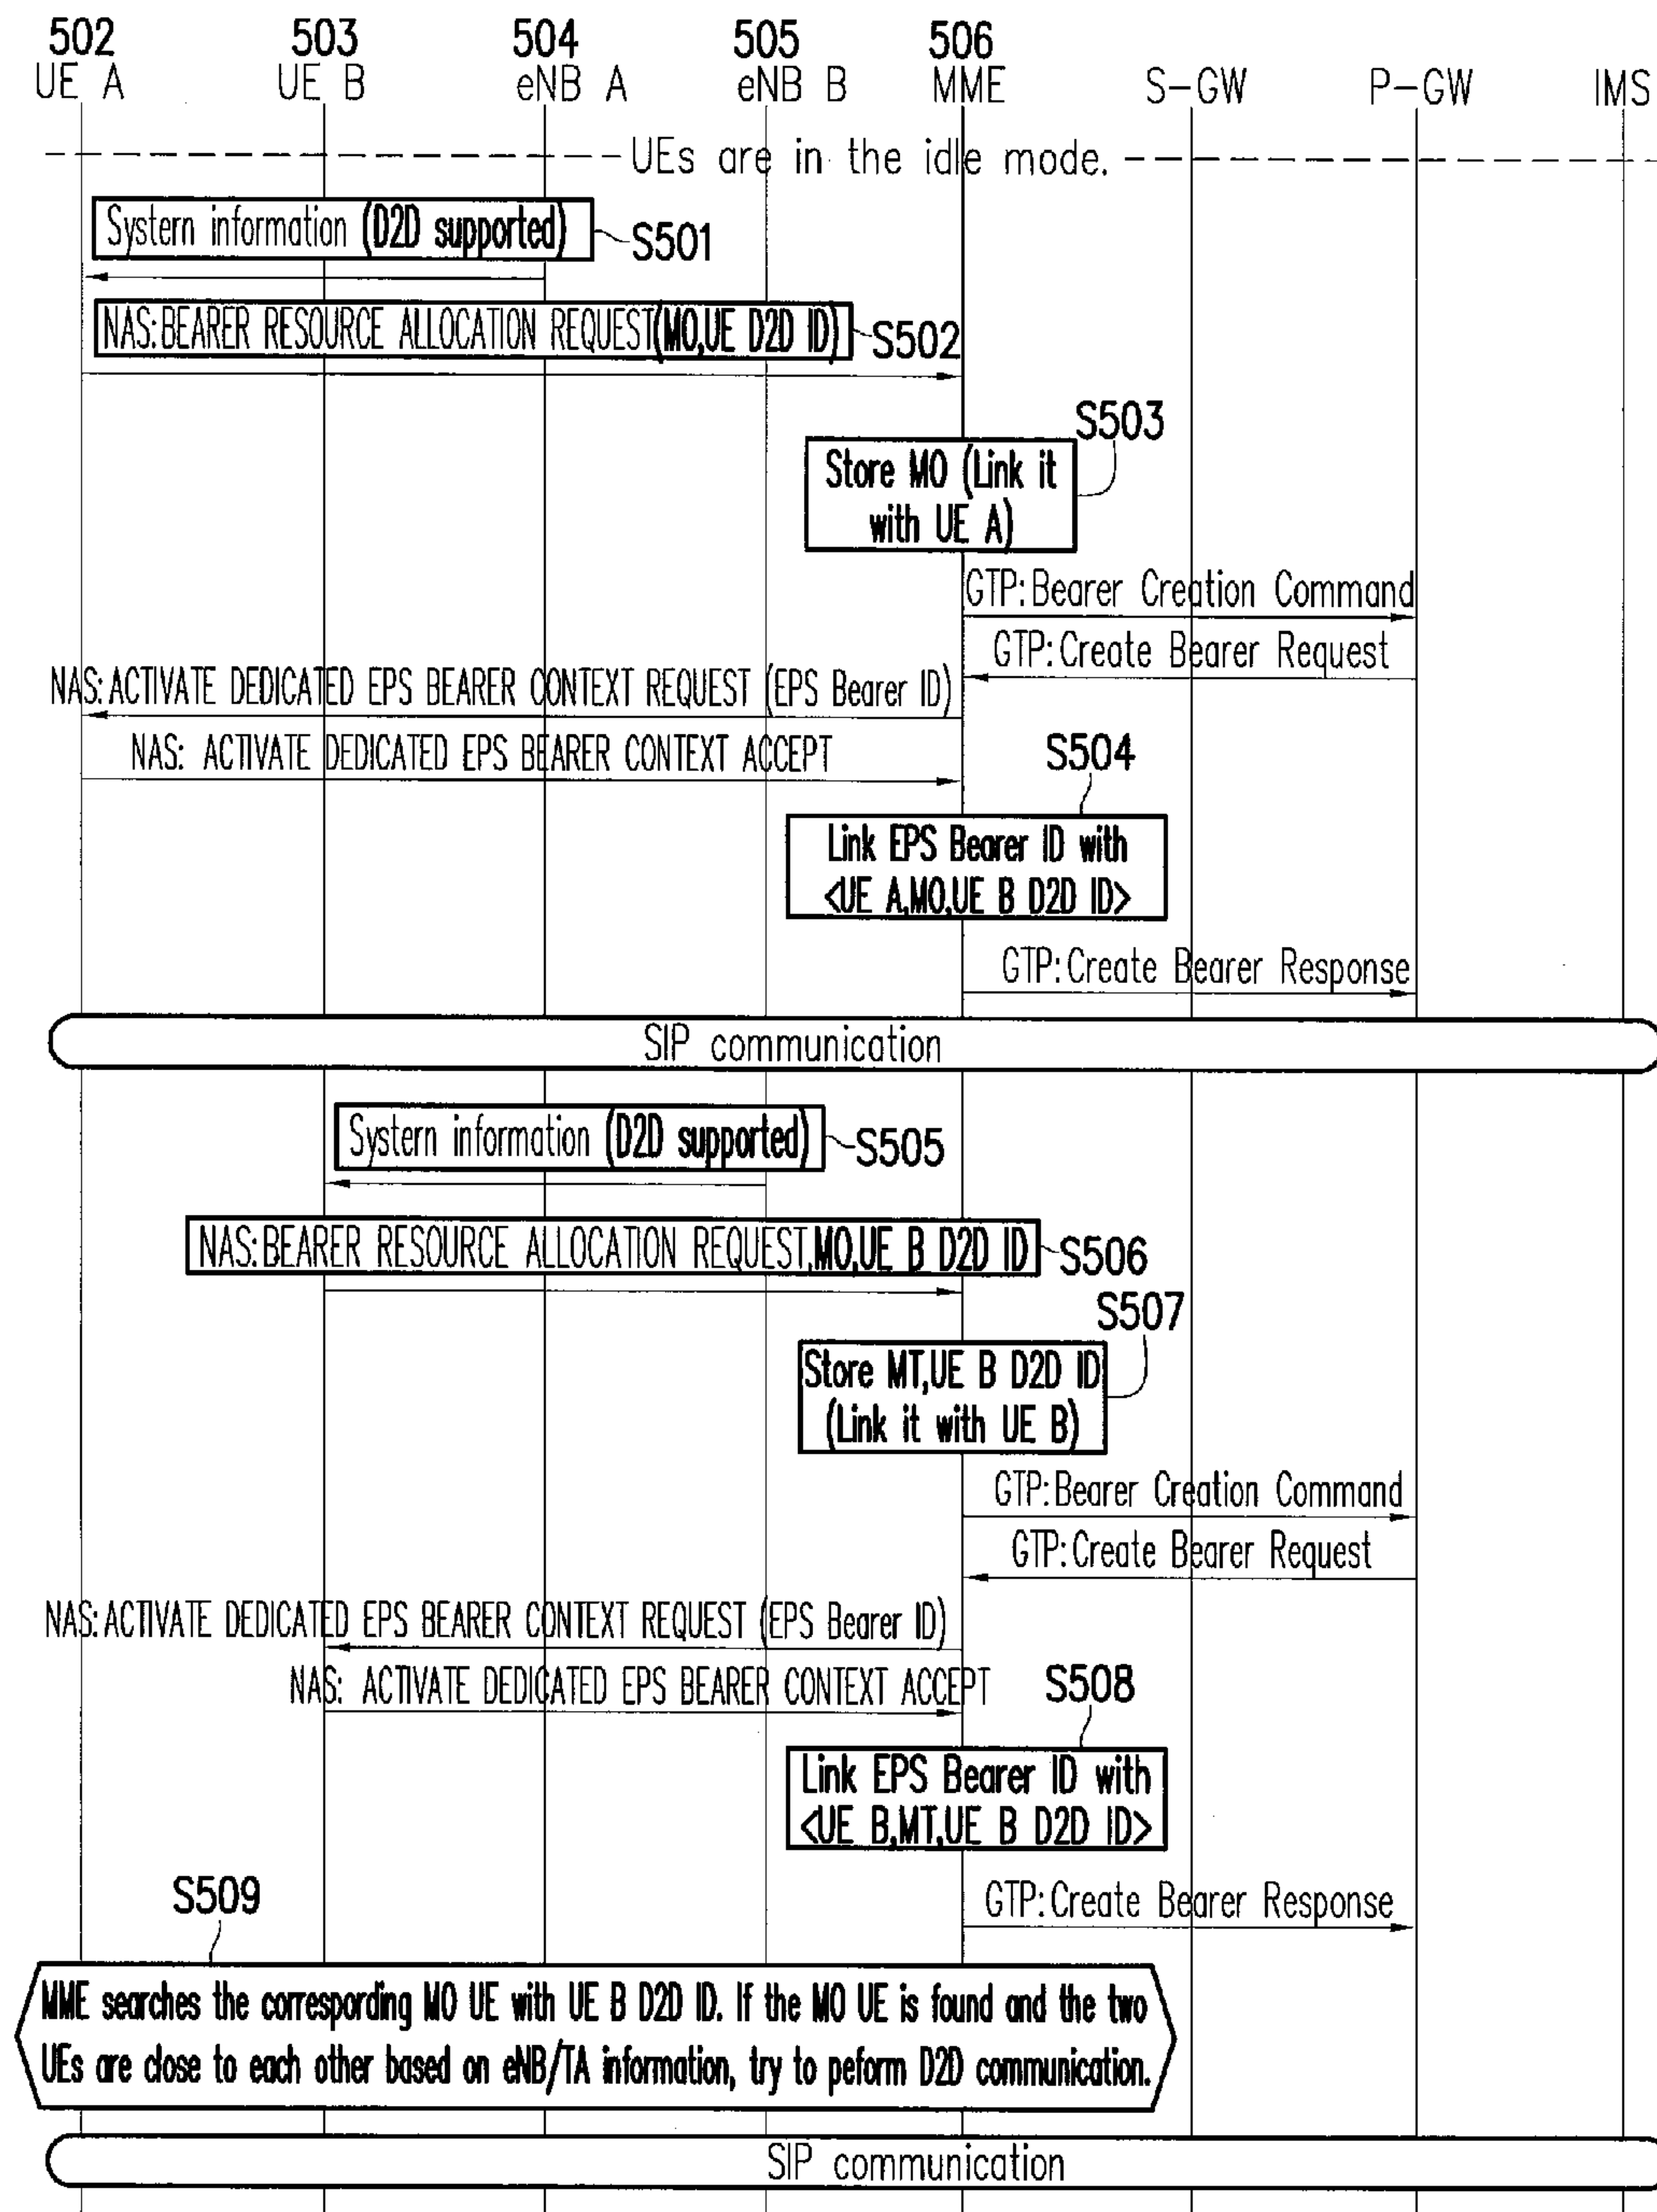 502 503 504 505 506
UE A UE B eNB A eNB B MME S-GW P-GW IMS
UEs are in the idle mode.
System information (D2D supported) S501
NAS:BEARER RESOURCE ALLOCATION REQUEST(MO,UE D2D ID) S502
S503
Store MO (Link it
with UE A)
GTP:Bearer Creation Command
GTP:Create Bearer Request
NAS:ACTIVATE DEDICATED EPS BEARER CONTEXT REQUEST (EPS Bearer ID)
NAS: ACTIVATE DEDICATED EPS BEARER CONTEXT ACCEPT
S504
Link EPS Bearer ID with
<UE A,MO,UE B D2D ID>
GTP:Create Bearer Response
SIP communication
System information (D2D supported) S505
NAS:BEARER RESOURCE ALLOCATION REQUEST,MO,UE B D2D ID S506
S507
Store MT,UE B D2D ID
(Link it with UE B)
GTP:Bearer Creation Command
GTP:Create Bearer Request
NAS:ACTIVATE DEDICATED EPS BEARER CONTEXT REQUEST (EPS Bearer ID)
NAS: ACTIVATE DEDICATED EPS BEARER CONTEXT ACCEPT
S508
Link EPS Bearer ID with
<UE B,MT,UE B D2D ID>
GTP:Create Bearer Response
S509
MME searches the correspording MO UE with UE B D2D ID. If the MO UE is found and the two
UEs are close to each other based on eNB/TA information, try to peform D2D communication.
SIP communication